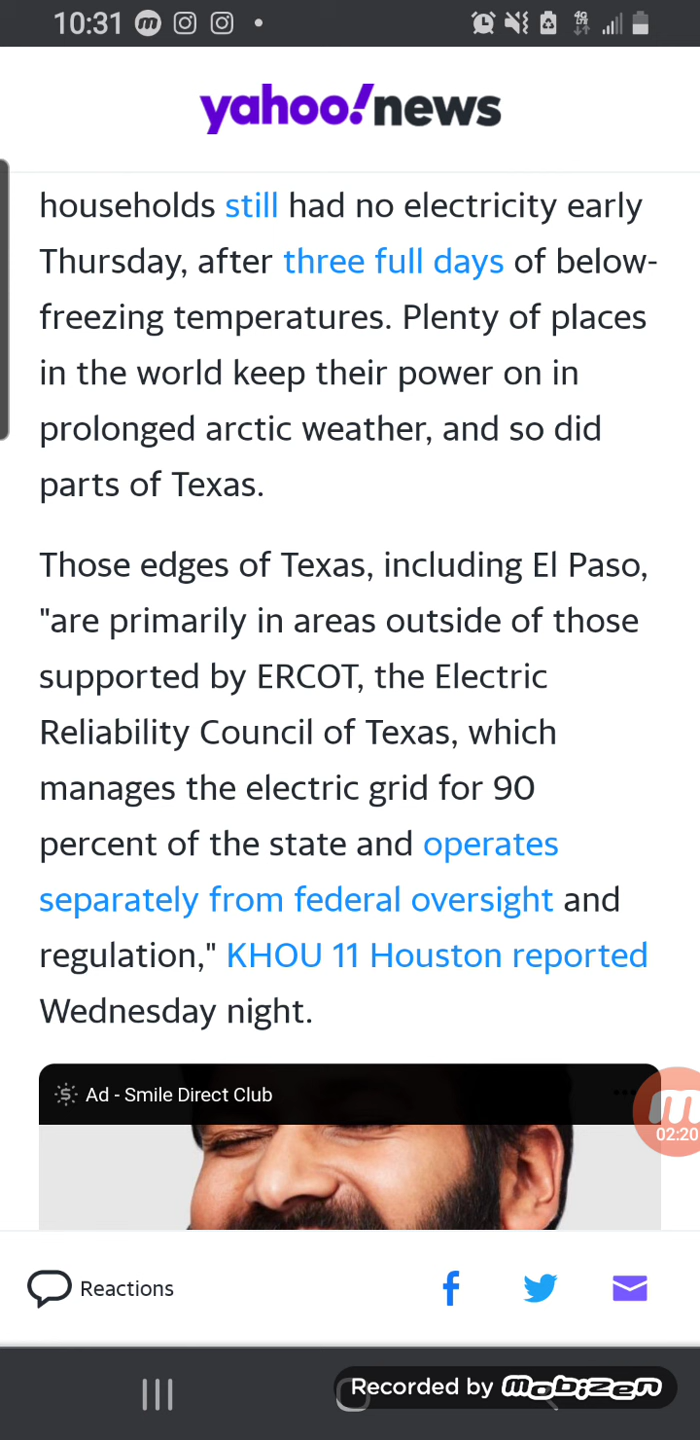 10:31
yahoo!news
households still had no electricity early
Thursday, after three full days of below-
freezing temperatures. Plenty of places
in the world keep their power on in
prolonged arctic weather, and so did
parts of Texas.
Those edges of Texas, including El Paso,
"are primarily in areas outside of those
supported by ERCOT, the Electric
Reliability Council of Texas, which
manages the electric grid for 90
percent of the state and operates
separately from federal oversight and
regulation," KHOU 11 Houston reported
Wednesday night.
Ad - Smile Direct Club
02:20
Reactions
Recorded by mobizen